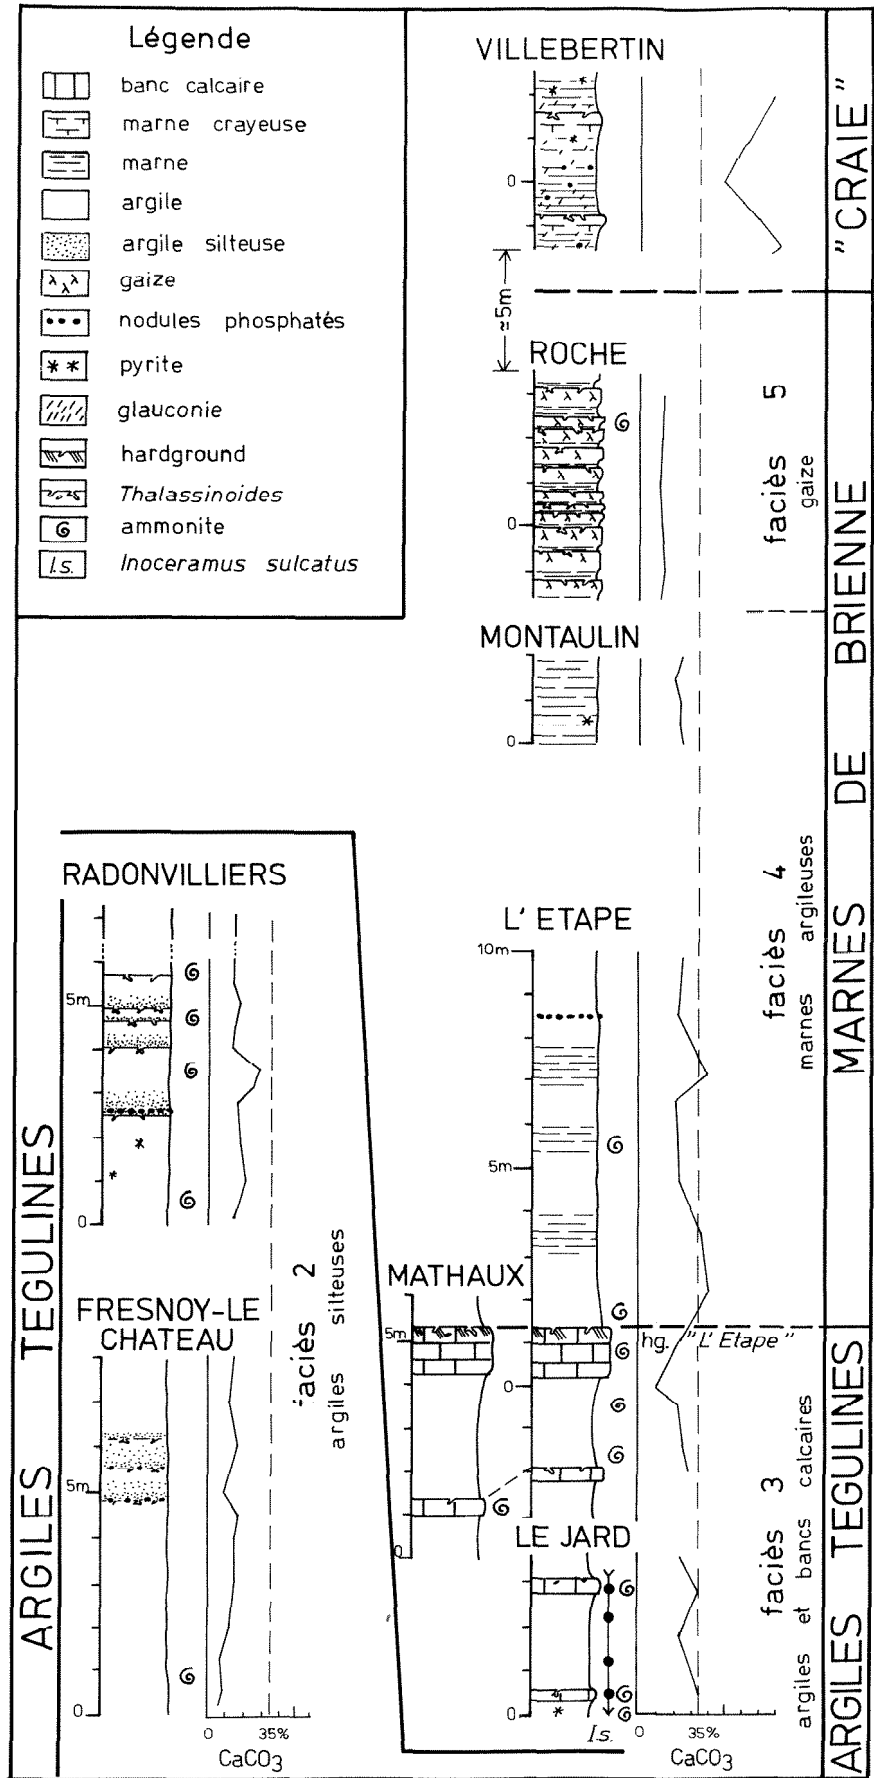 Légende
banc calcaire
marne crayeuse
marne
argile
argile silteuse
gaize
nodules phosphatés
pyrite
glauconie
hardground
Thalassinoides
ammonite
I.s. Inoceramus sulcatus
VILLEBERTIN
0
≃5m
ROCHE
0
MONTAULIN
0
L' ETAPE
10m
5m
0
hg. "L'Etape"
MATHAUX
5m
0
LE JARD
0
I.s.
0 35%
CaCO3
RADONVILLIERS
5m
0
FRESNOY-LE
CHATEAU
5m
0
0 35%
CaCO3
faciès 2
argiles silteuses
ARGILES TEGULINES
faciès 5
gaize
faciès 4
marnes argileuses
faciès 3
argiles et bancs calcaires
"CRAIE"
MARNES DE BRIENNE
ARGILES TEGULINES